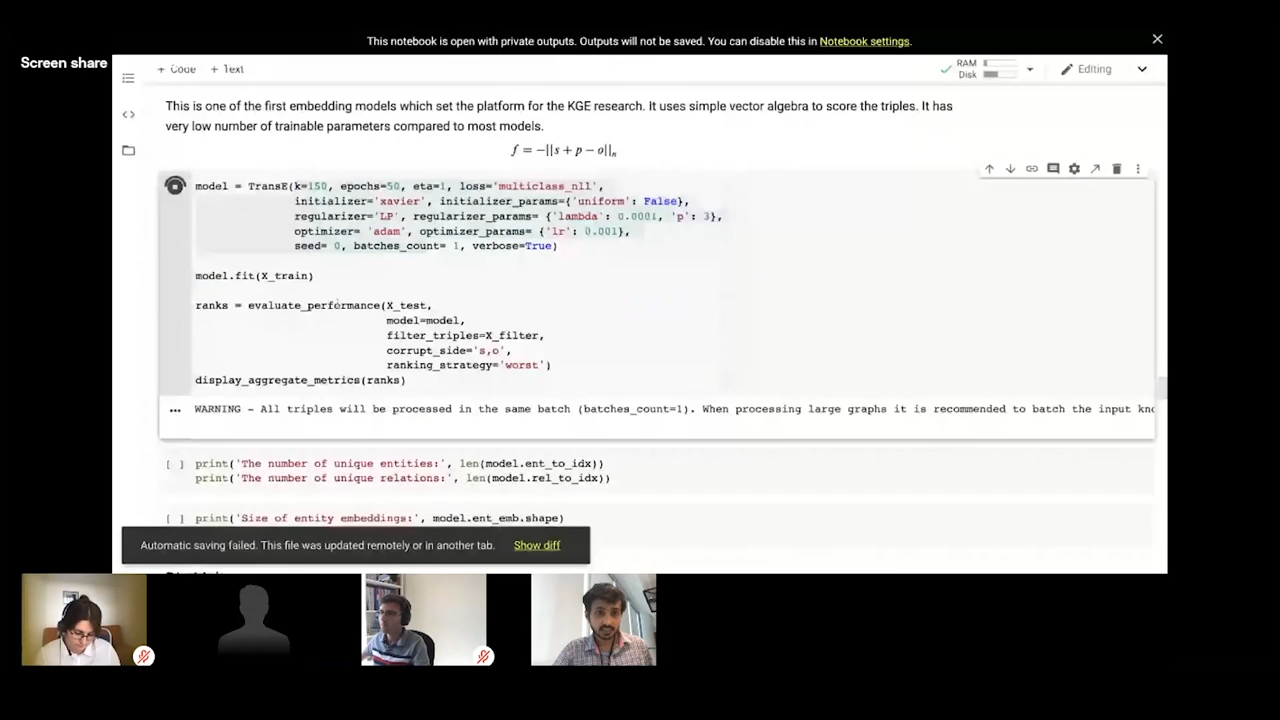 This notebook is open with private outputs. Outputs will not be saved. You can disable this in Notebook settings.
Screen share
+ Code + Text
RAM
Disk
Editing
This is one of the first embedding models which set the platform for the KGE research. It uses simple vector algebra to score the triples. It has
very low number of trainable parameters compared to most models.
f = −||s + p − o||n
model = TransE(k=150, epochs=50, eta=1, loss='multiclass_nll',
initializer='xavier', initializer_params={'uniform': False},
regularizer='LP', regularizer_params= {'lambda': 0.0001, 'p': 3},
optimizer= 'adam', optimizer_params= {'lr': 0.001},
seed= 0, batches_count= 1, verbose=True)
model.fit(X_train)
ranks = evaluate_performance(X_test,
model=model,
filter_triples=X_filter,
corrupt_side='s,o',
ranking_strategy='worst')
display_aggregate_metrics(ranks)
... WARNING - All triples will be processed in the same batch (batches_count=1). When processing large graphs it is recommended to batch the input kno
[ ] print('The number of unique entities:', len(model.ent_to_idx))
print('The number of unique relations:', len(model.rel_to_idx))
[ ] print('Size of entity embeddings:', model.ent_emb.shape)
Automatic saving failed. This file was updated remotely or in another tab. Show diff